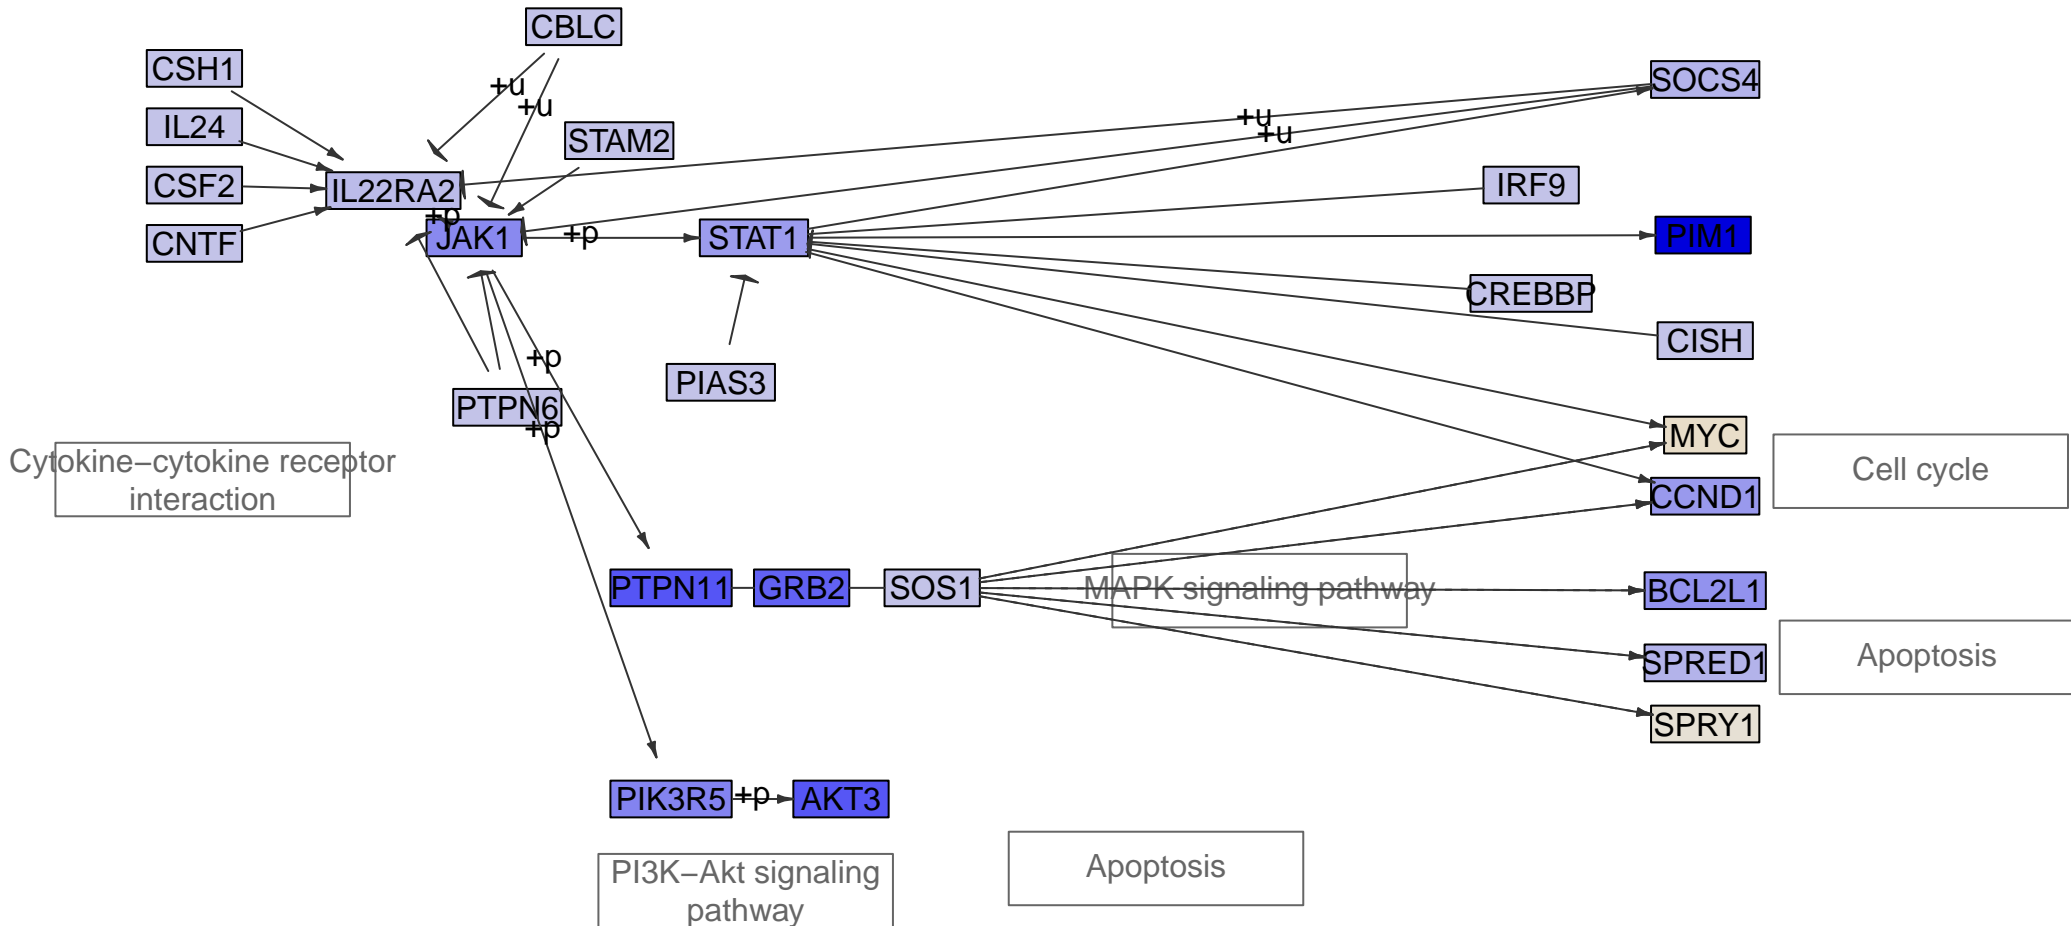 CBLC
CSH1
+u
SOCS4
+u
+u
IL24
STAM2
+u
CSF2
IL22RA2
IRF9
+p
CNTF
JAK1
+p
STAT1
PIM1
CREBBP
CISH
+p
PIAS3
PTPN6
+p
MYC
Cytokine–cytokine receptor
interaction
Cell cycle
CCND1
PTPN11
GRB2
SOS1
MAPK signaling pathway
BCL2L1
SPRED1
Apoptosis
SPRY1
PIK3R5
+p
AKT3
PI3K–Akt signaling
pathway
Apoptosis